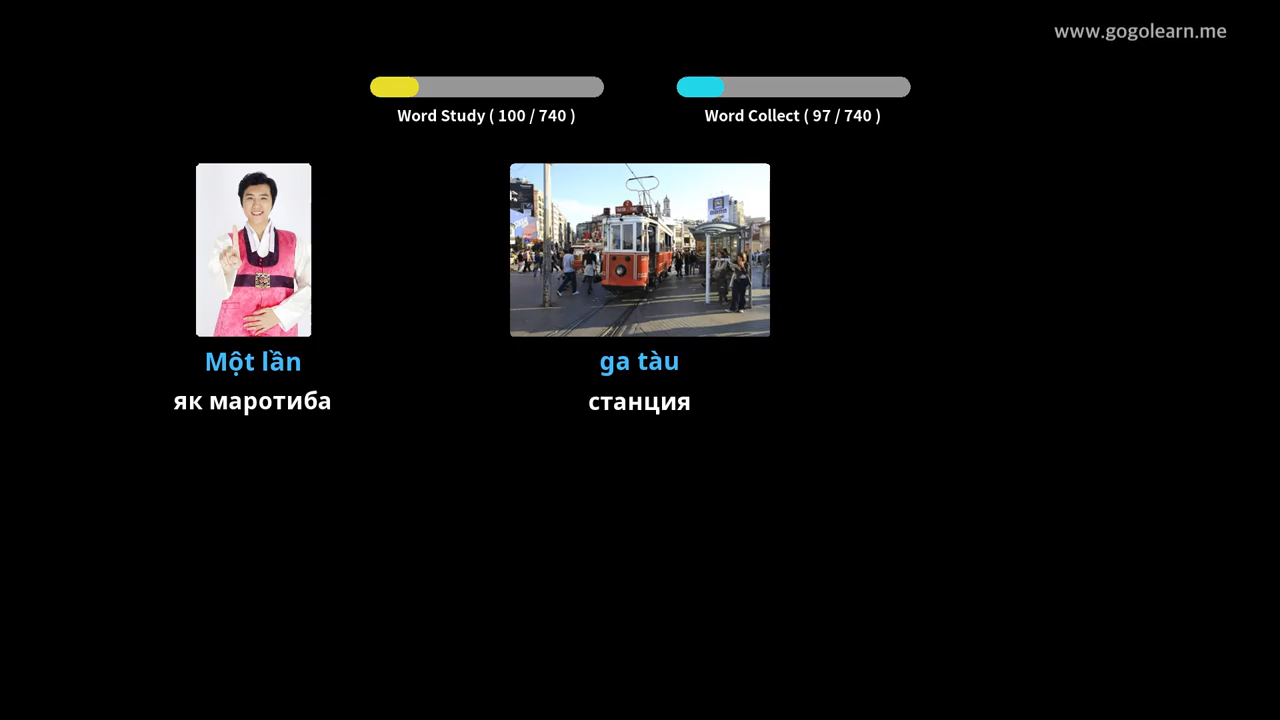 www.gogolearn.me
Word Study ( 100 / 740 )
Word Collect ( 97 / 740 )
Một lần
як маротиба
ga tàu
станция